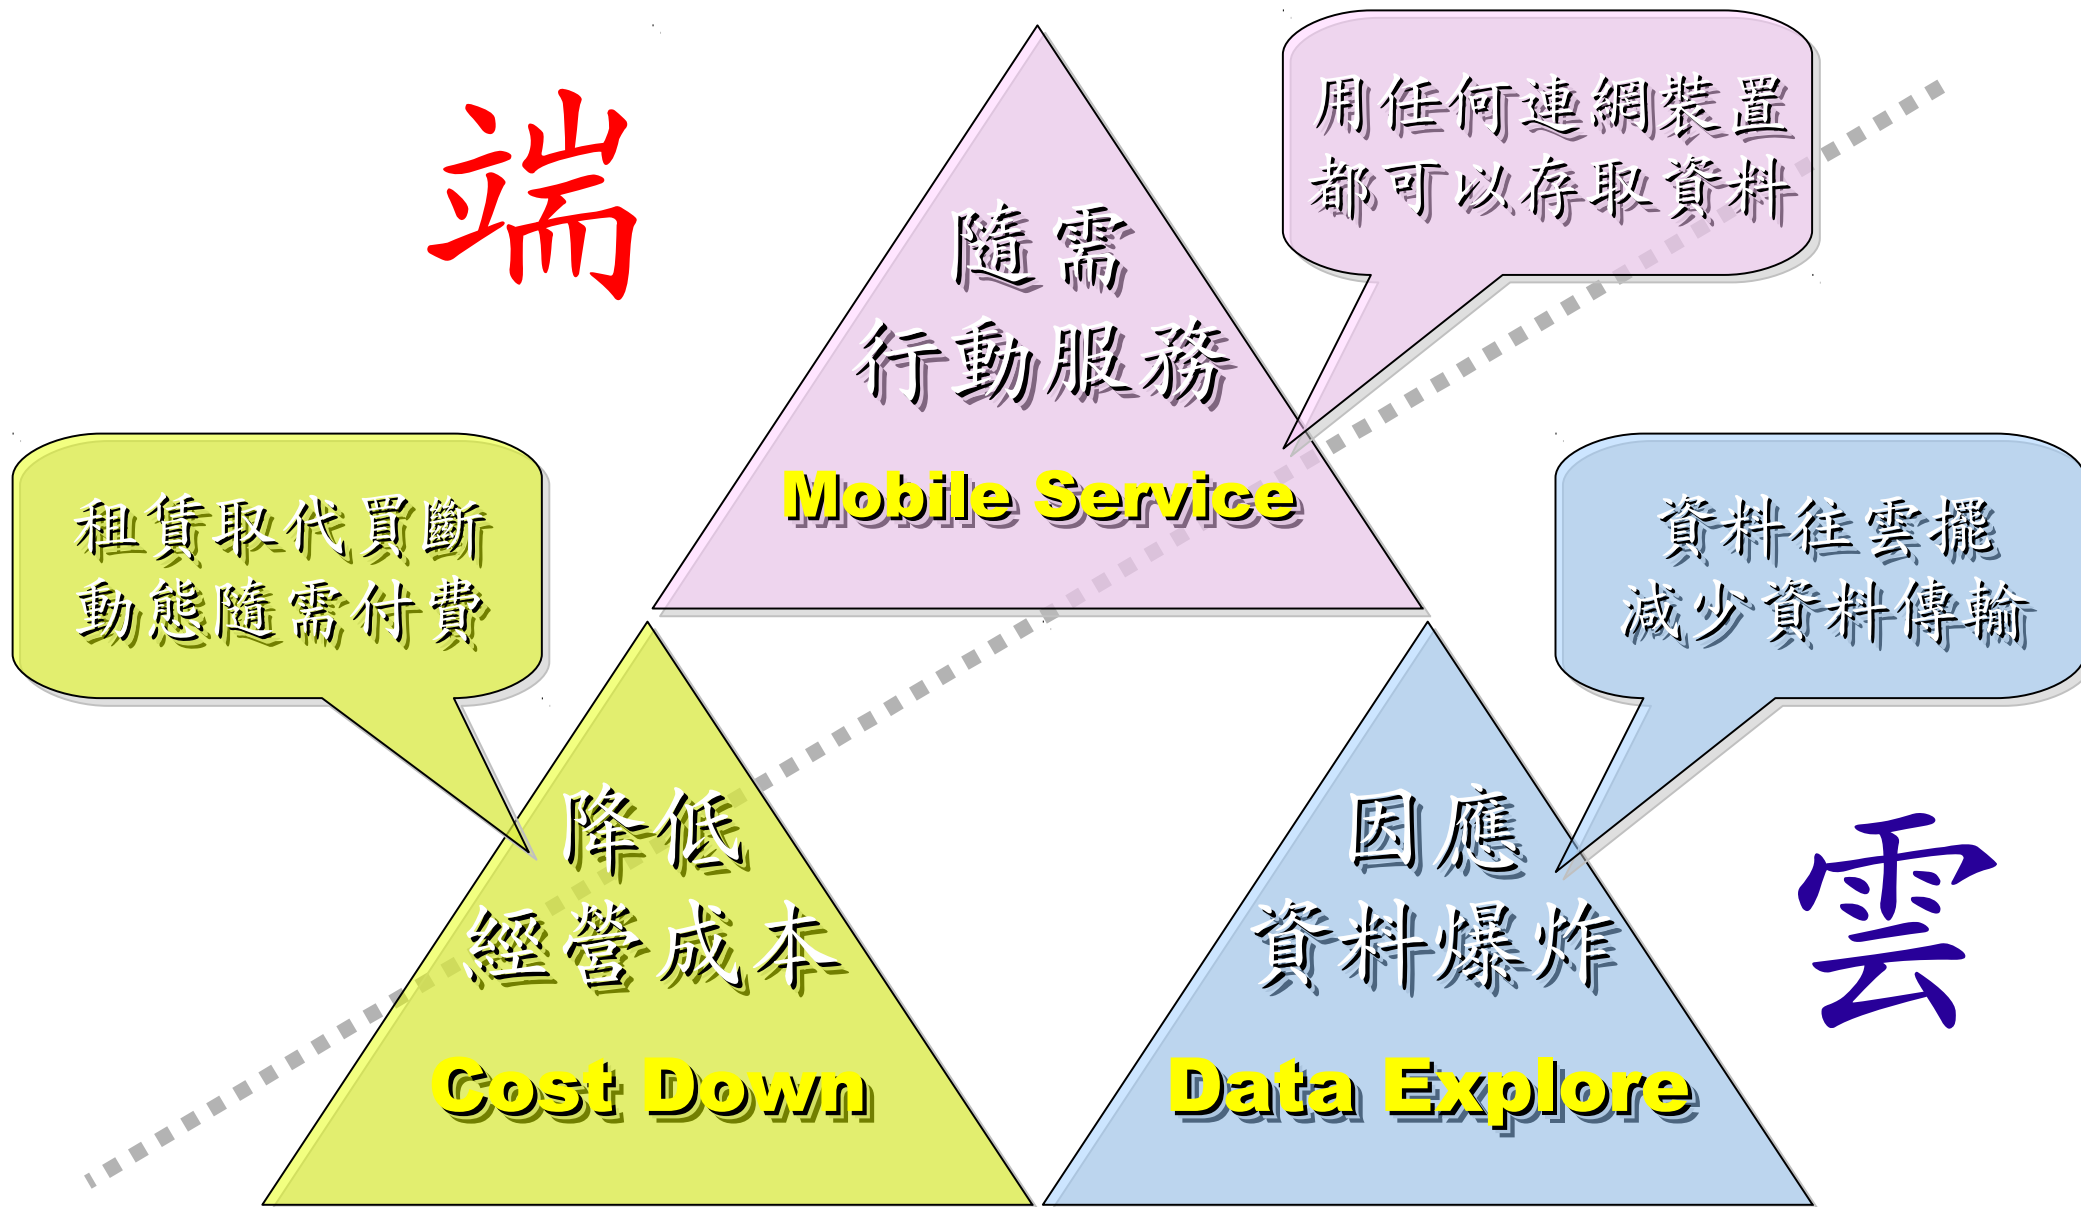 端
用任何連網裝置
都可以存取資料
隨需
行動服務
Mobile Service
租賃取代買斷
動態隨需付費
資料往雲擺
減少資料傳輸
降低
經營成本
Cost Down
因應
資料爆炸
Data Explore
雲